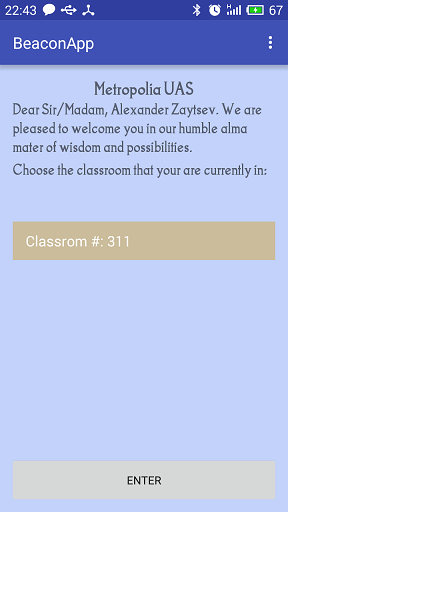 22:43 67
BeaconApp
Metropolia UAS
Dear Sir/Madam, Alexander Zaytsev. We are
pleased to welcome you in our humble alma
mater of wisdom and possibilities.
Choose the classroom that your are currently in:
Classrom #: 311
ENTER